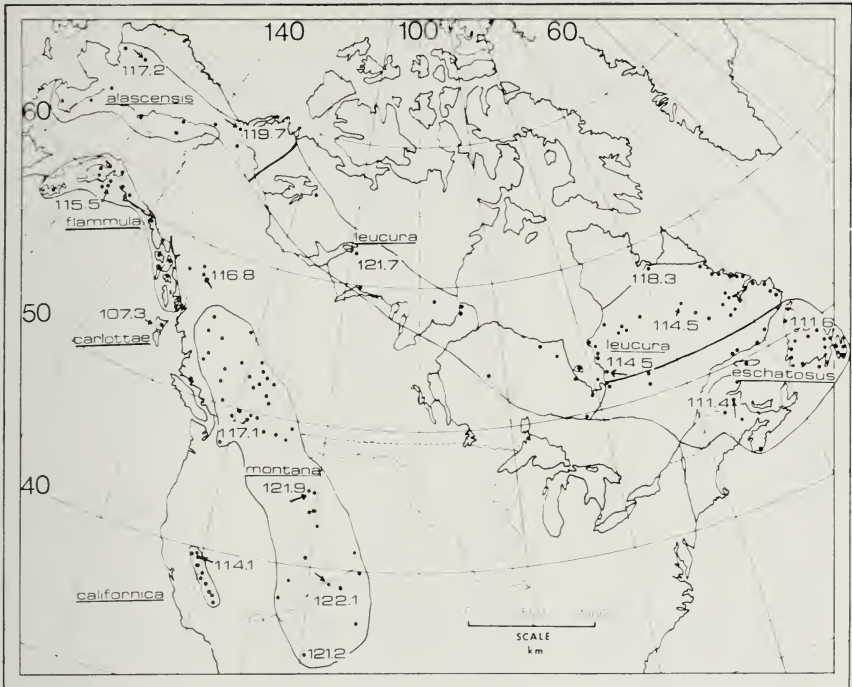 140
100
60
117.2
alascensis
60
119.7
115.5
flammula
leucura
121.7
118.3
116.8
114.5
50
107.3
carlottae
leucura
114.5
111.6
eschatosus
111.4
117.1
40
montana
121.9
114.1
californica
122.1
121.2
SCALE
km